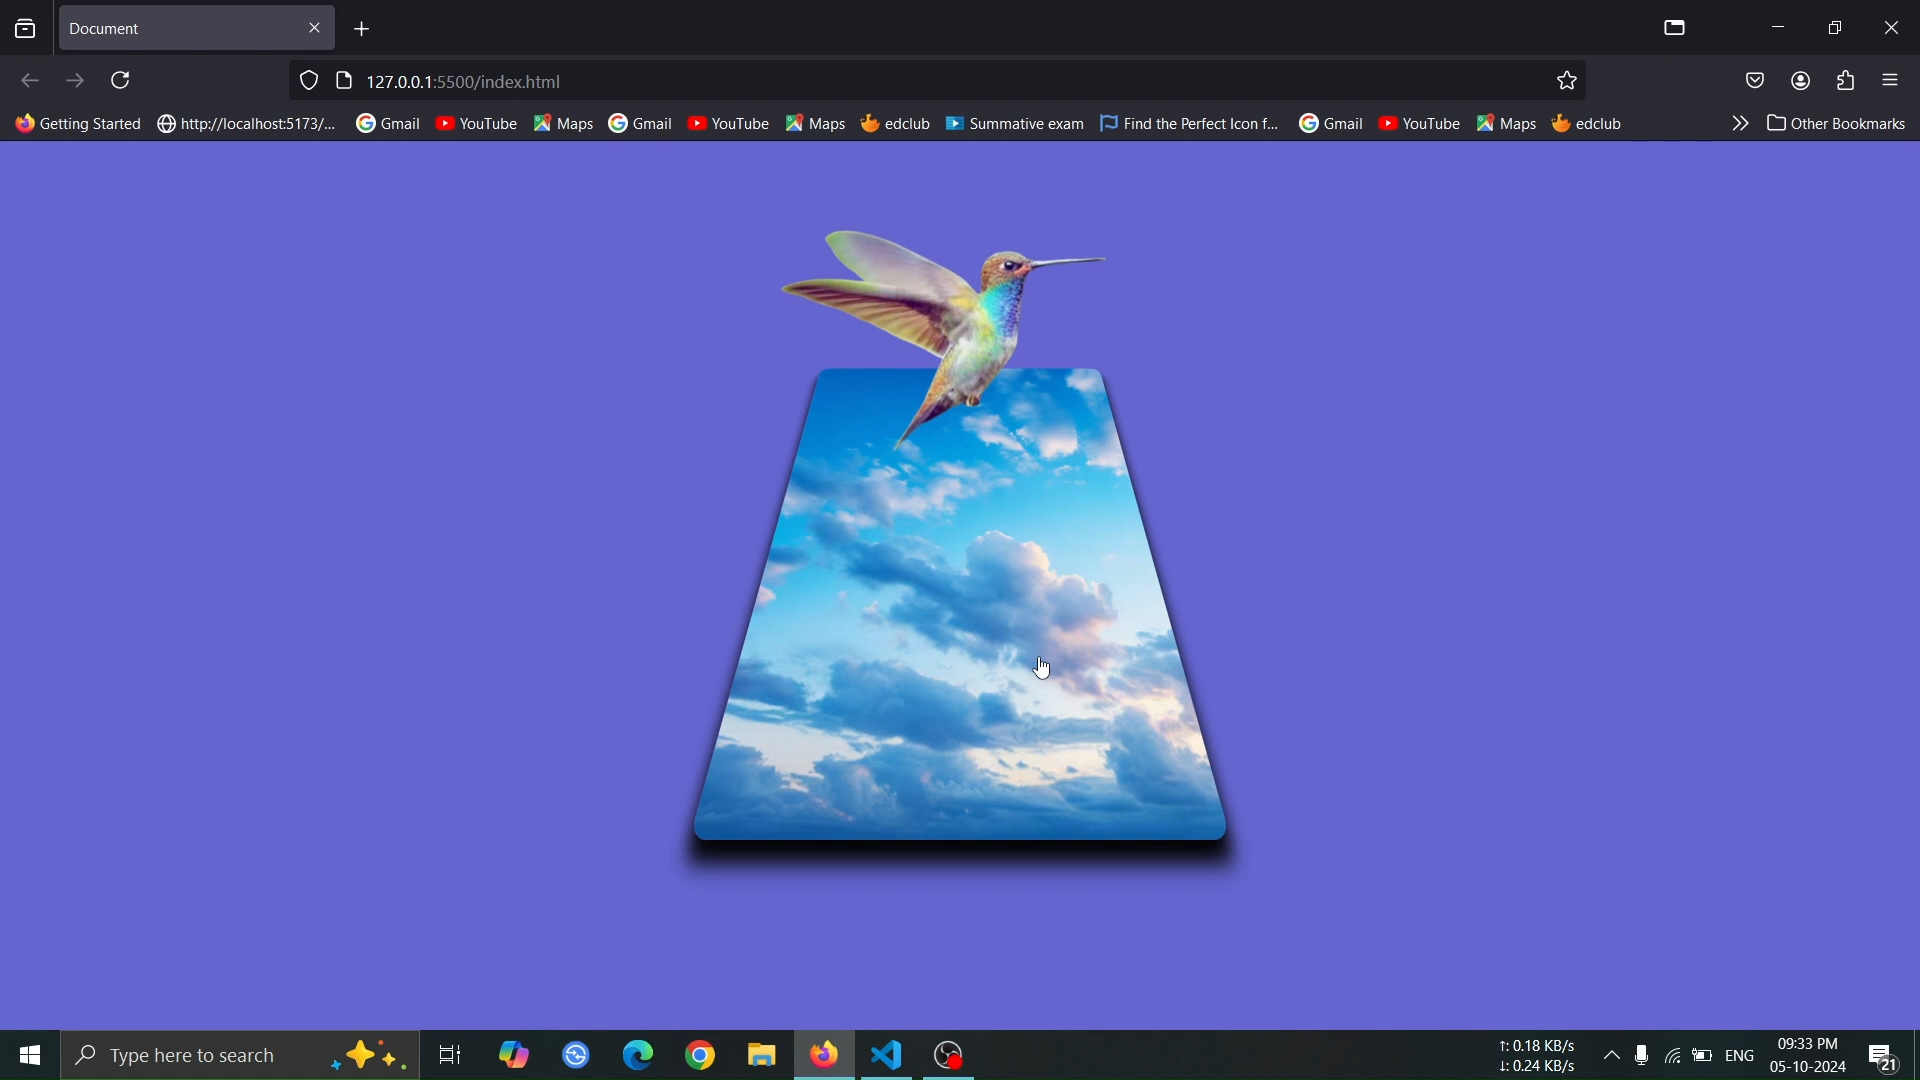 Document
127.0.0.1:5500/index.html
Getting Started http://localhost:5173/... Gmail YouTube Maps Gmail YouTube Maps edclub Summative exam Find the Perfect Icon f... Gmail YouTube Maps edclub Other Bookmarks
Type here to search
↑: 0.18 KB/s
↓: 0.24 KB/s
ENG
09:33 PM
05-10-2024
21